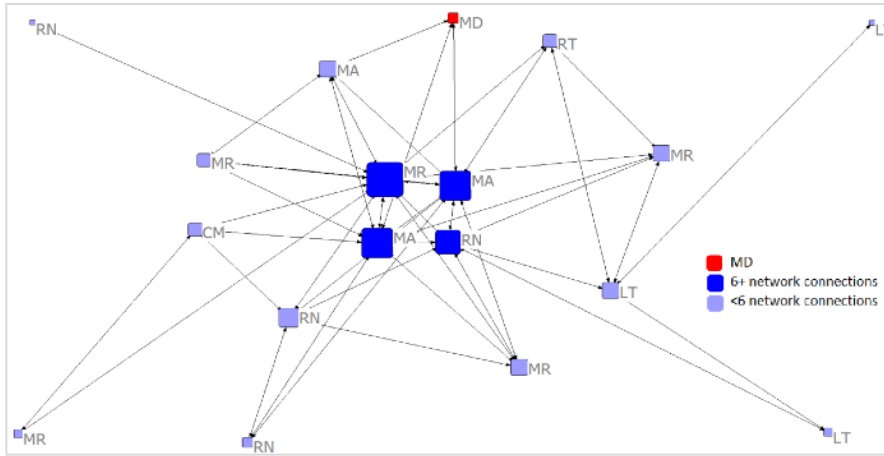 RN
MD
LT
RT
MA
MR
MR
MR
MA
CM
MA
RN
MD
6+ network connections
<6 network connections
LT
RN
MR
MR
RN
LT